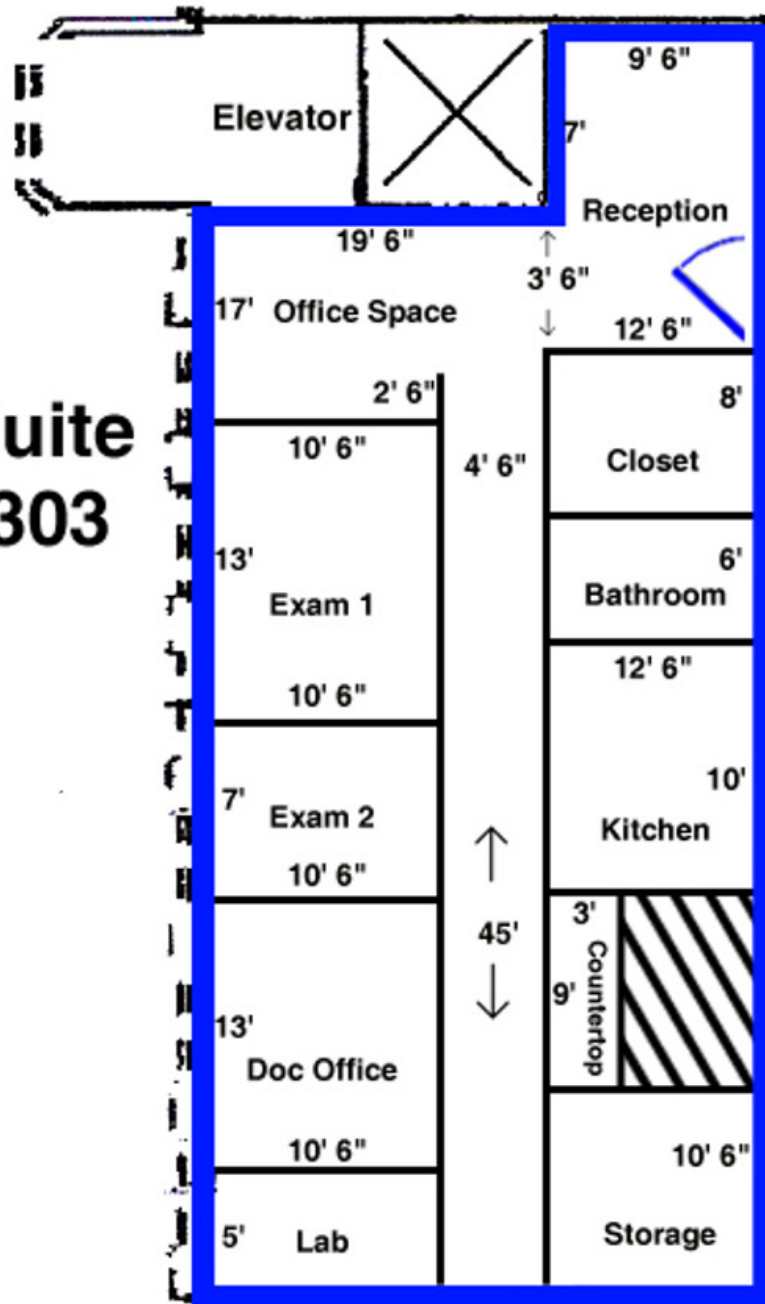 9' 6"
Elevator
7'
Reception
19' 6"
3' 6"
17'
Office Space
12' 6"
2' 6"
8'
uite
10' 6"
4' 6"
Closet
303
13'
6'
Exam 1
Bathroom
12' 6"
10' 6"
10'
7'
Exam 2
Kitchen
10' 6"
3'
45'
Countertop
9'
13'
Doc Office
10' 6"
10' 6"
5'
Lab
Storage